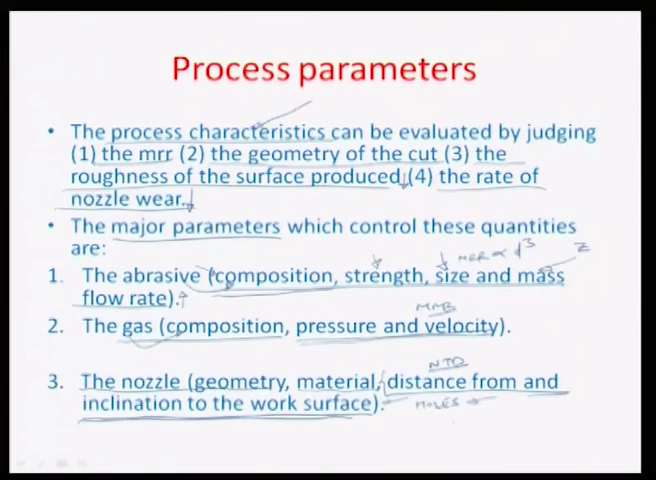 Process parameters
• The process characteristics can be evaluated by judging
(1) the mrr (2) the geometry of the cut (3) the
roughness of the surface produced (4) the rate of
nozzle wear.
• The major parameters which control these quantities
are:
MRR ∝ d³
Z
1. The abrasive (composition, strength, size and mass
flow rate).
2. The gas (composition, pressure and velocity).
NTD
3. The nozzle (geometry, material, distance from and
inclination to the work surface).